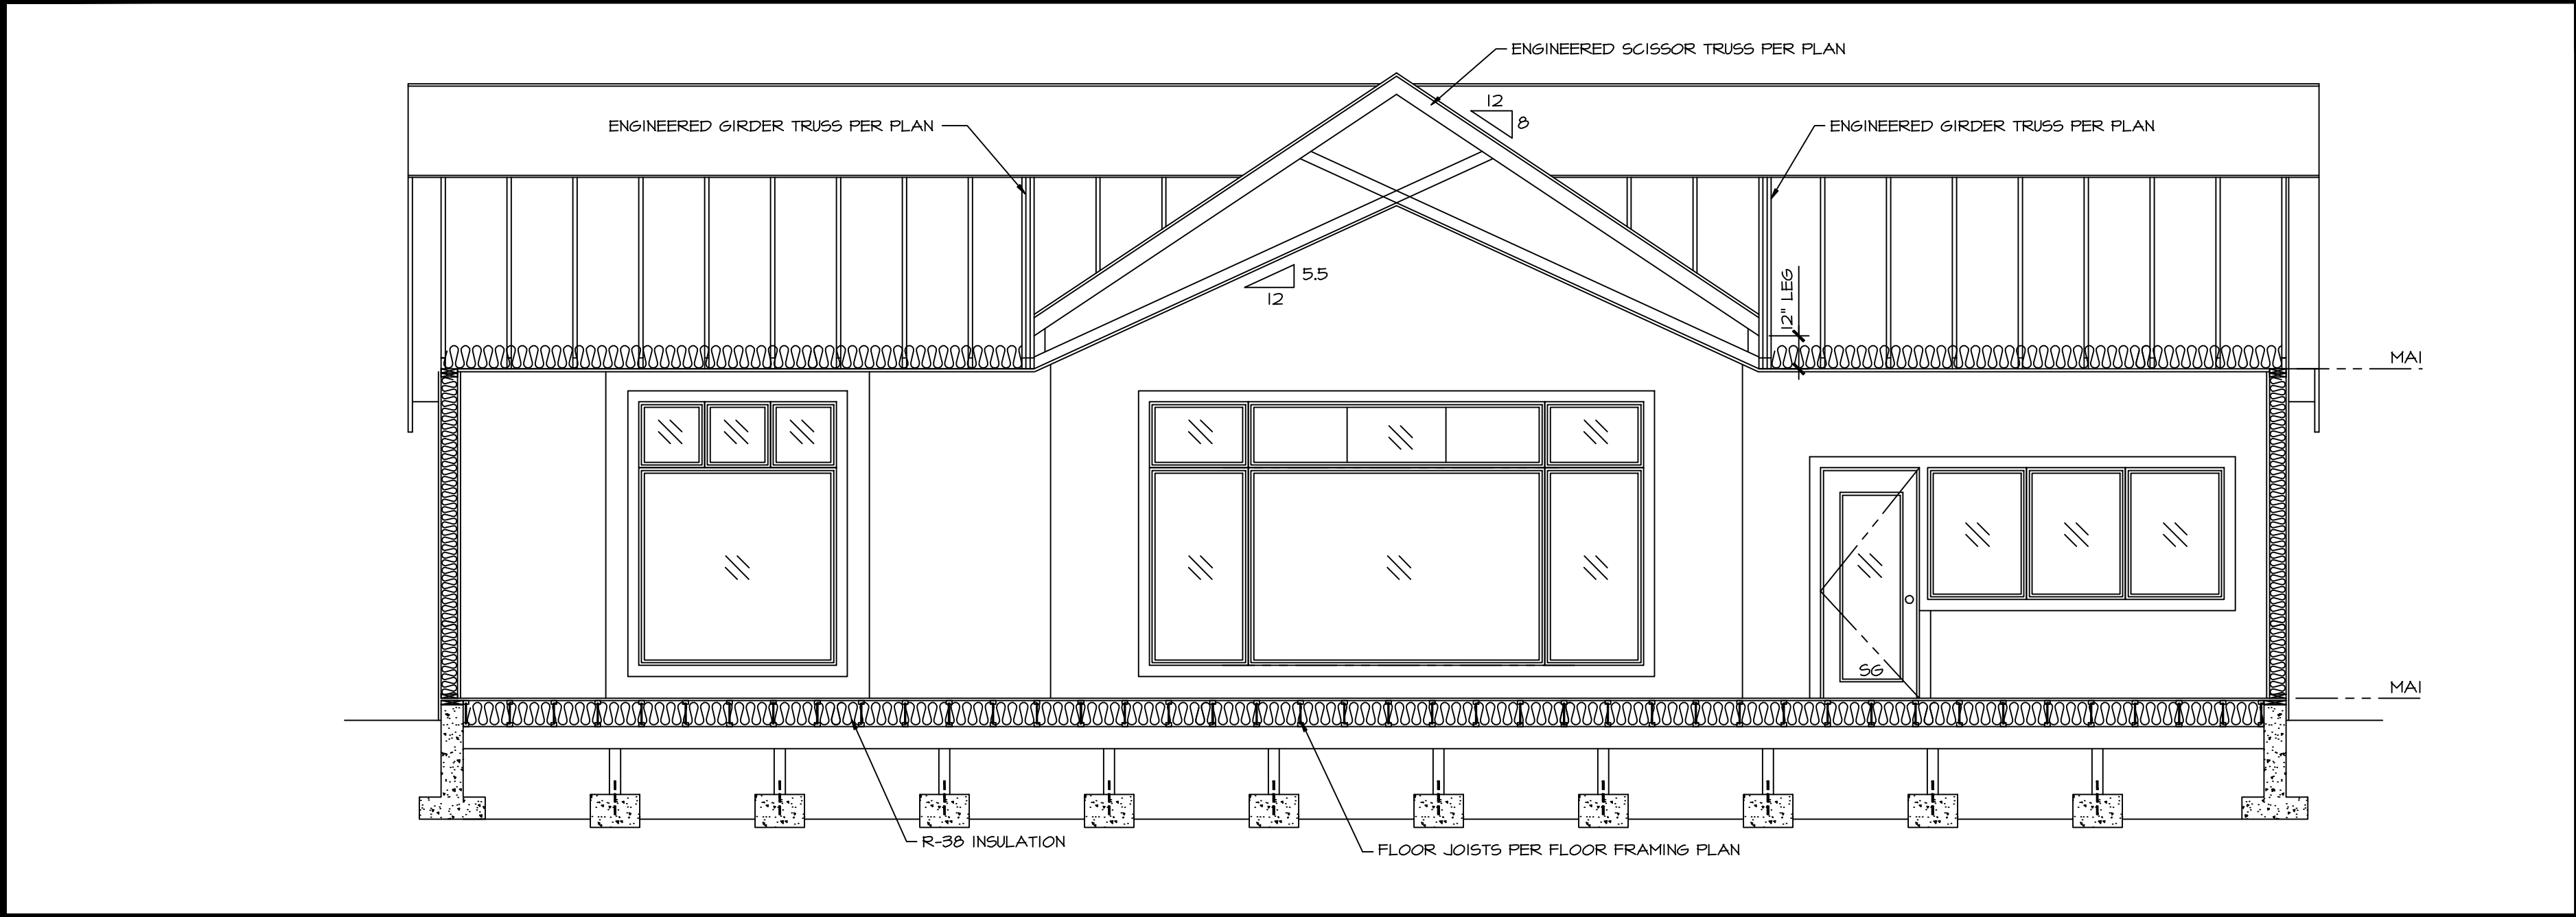 ENGINEERED SCISSOR TRUSS PER PLAN
12
8
ENGINEERED GIRDER TRUSS PER PLAN
ENGINEERED GIRDER TRUSS PER PLAN
5.5
12
12" LEG
MAI
SG
MAI
R-38 INSULATION
FLOOR JOISTS PER FLOOR FRAMING PLAN